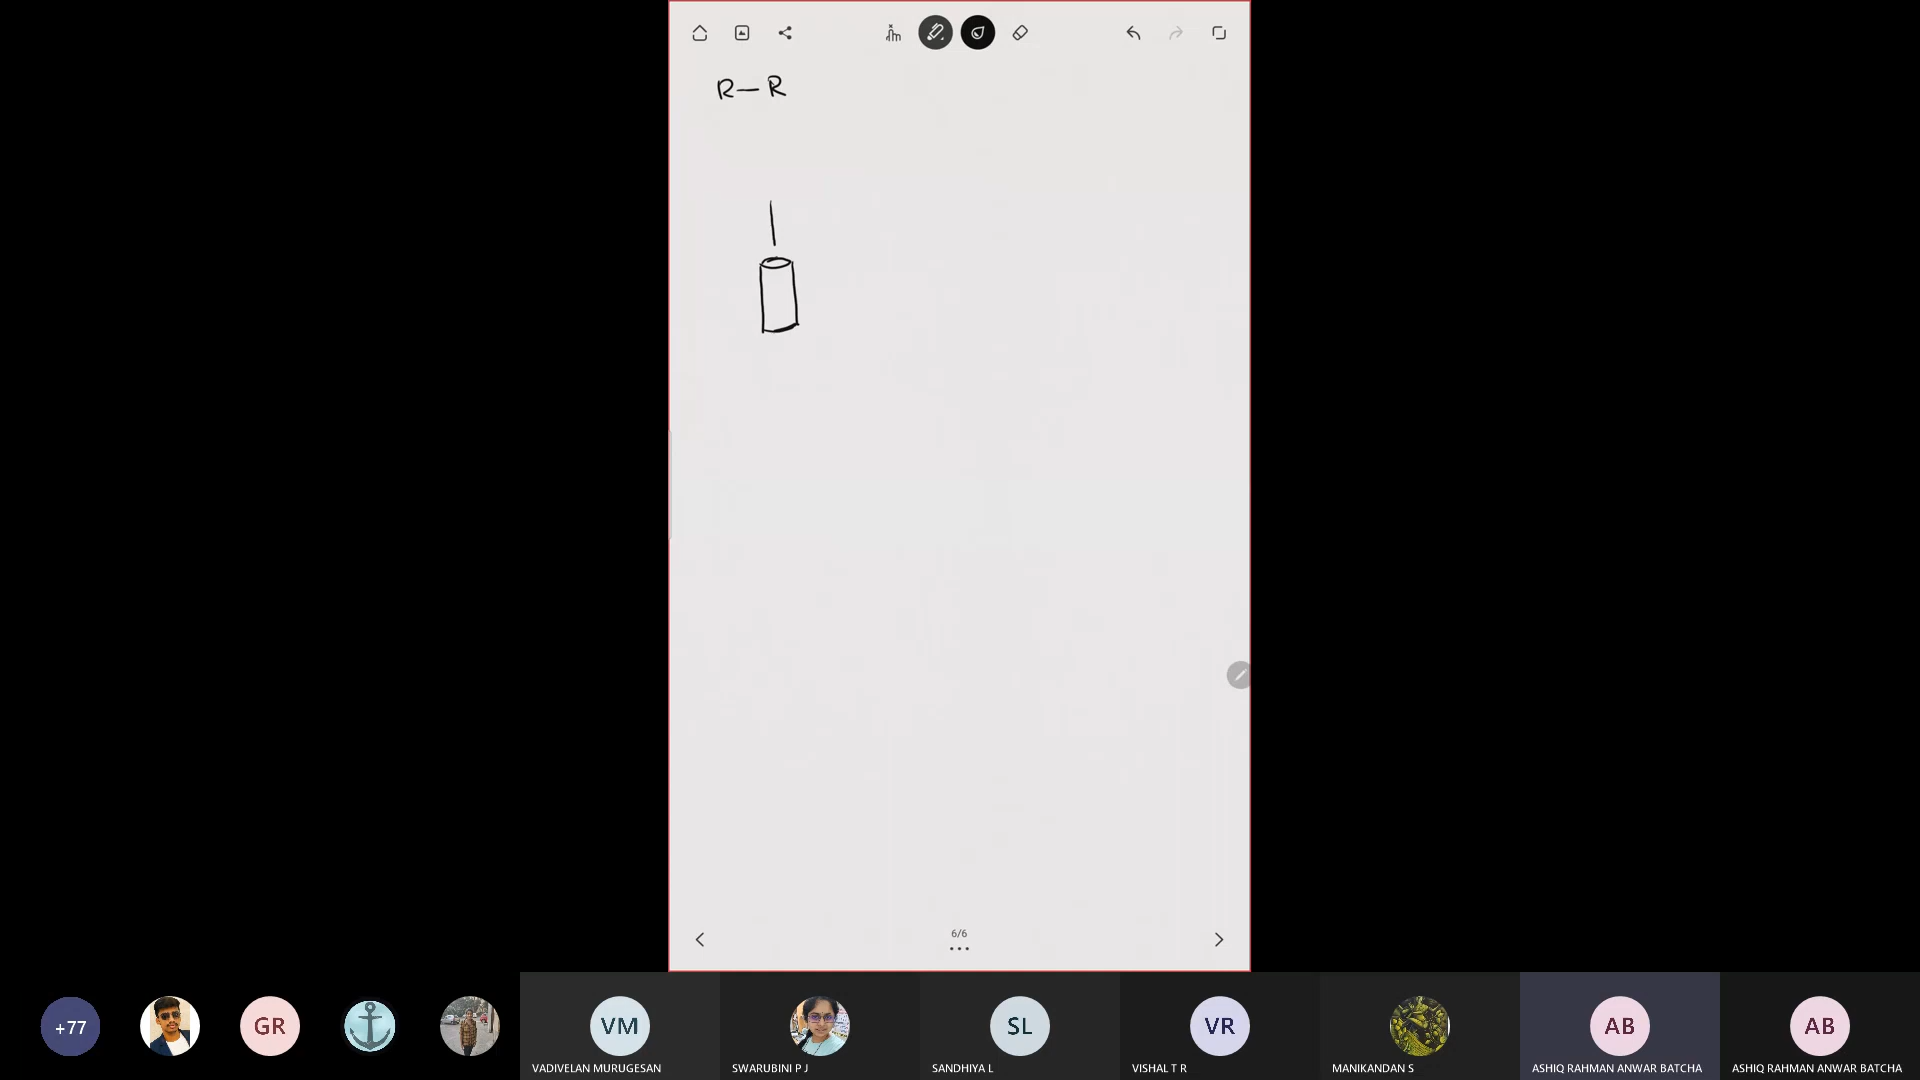 R—R
6/6
+77
GR
VM
SL
VR
AB
AB
VADIVELAN MURUGESAN
SWARUBINI P J
SANDHIYA L
VISHAL T R
MANIKANDAN S
ASHIQ RAHMAN ANWAR BATCHA
ASHIQ RAHMAN ANWAR BATCHA